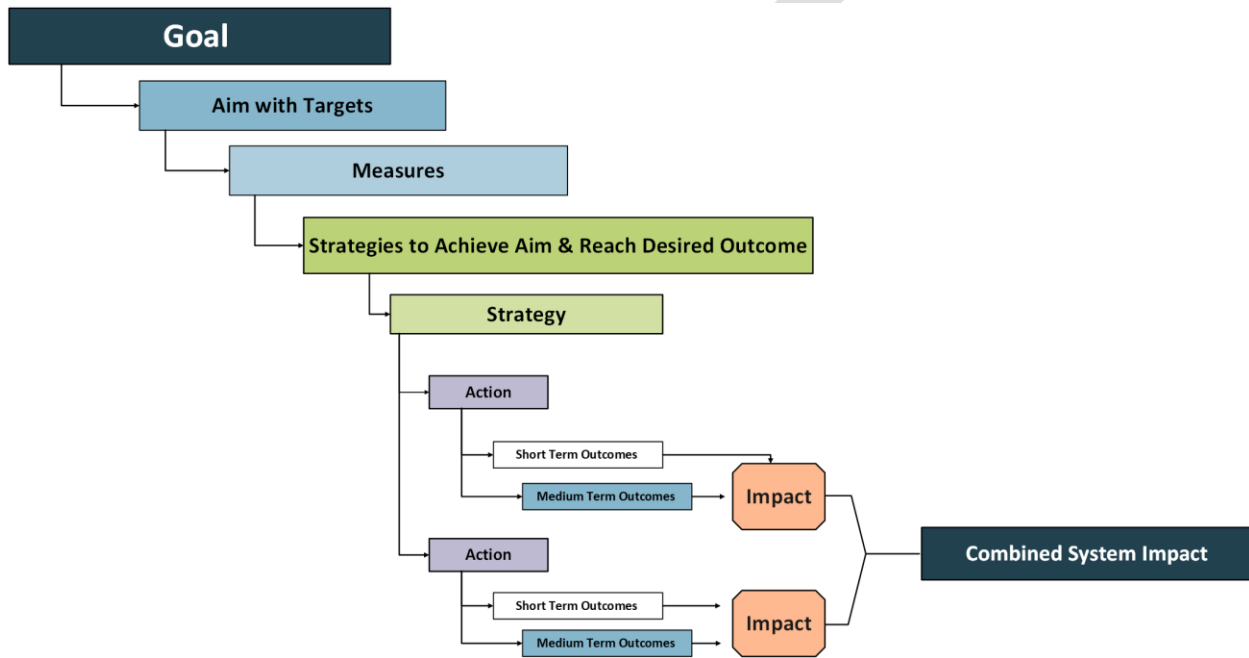 Goal
Aim with Targets
Measures
Strategies to Achieve Aim & Reach Desired Outcome
Strategy
Action
Short Term Outcomes
Medium Term Outcomes
Impact
Combined System Impact
Action
Short Term Outcomes
Medium Term Outcomes
Impact